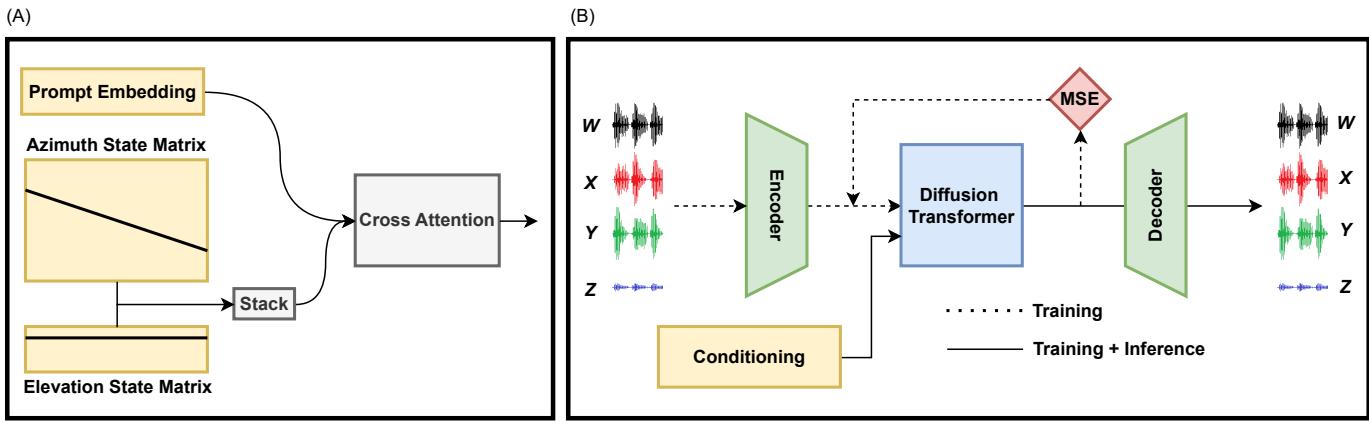 (A)
Prompt Embedding
Azimuth State Matrix
Cross Attention
Stack
Elevation State Matrix
(B)
W
X
Y
Z
Encoder
MSE
Diffusion
Transformer
Decoder
W
X
Y
Z
Conditioning
Training
Training + Inference